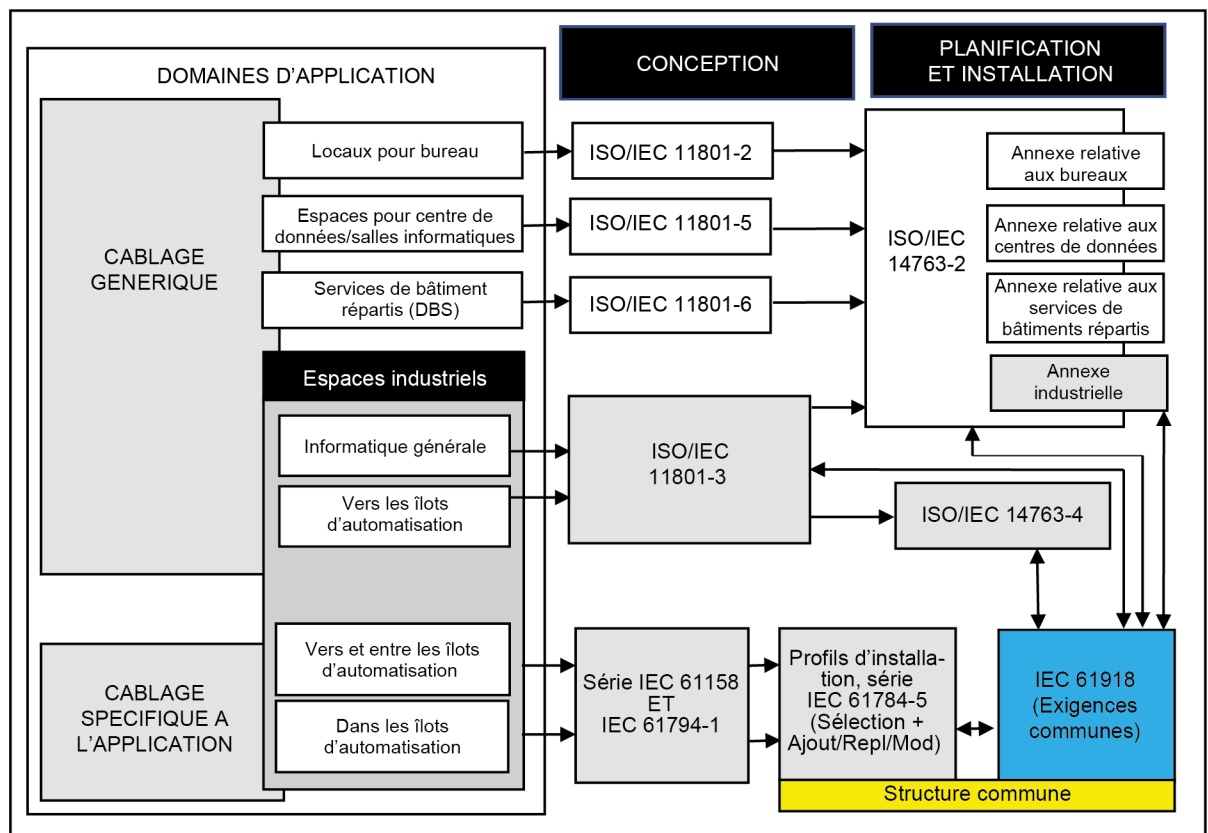 DOMAINES D'APPLICATION
CONCEPTION
PLANIFICATION
ET INSTALLATION
CABLAGE
GENERIQUE
Locaux pour bureau
ISO/IEC 11801-2
Espaces pour centre de
données/salles informatiques
ISO/IEC 11801-5
Services de bâtiment
répartis (DBS)
ISO/IEC 11801-6
ISO/IEC
14763-2
Annexe relative
aux bureaux
Annexe relative aux
centres de données
Annexe relative aux
services de
bâtiments répartis
Annexe
industrielle
Espaces industriels
Informatique générale
Vers les îlots
d'automatisation
ISO/IEC
11801-3
ISO/IEC 14763-4
CABLAGE
SPECIFIQUE A
L'APPLICATION
Vers et entre les îlots
d'automatisation
Dans les îlots
d'automatisation
Série IEC 61158
ET
IEC 61794-1
Profils d'installa-
tion, série
IEC 61784-5
(Sélection +
Ajout/Repl/Mod)
IEC 61918
(Exigences
communes)
Structure commune